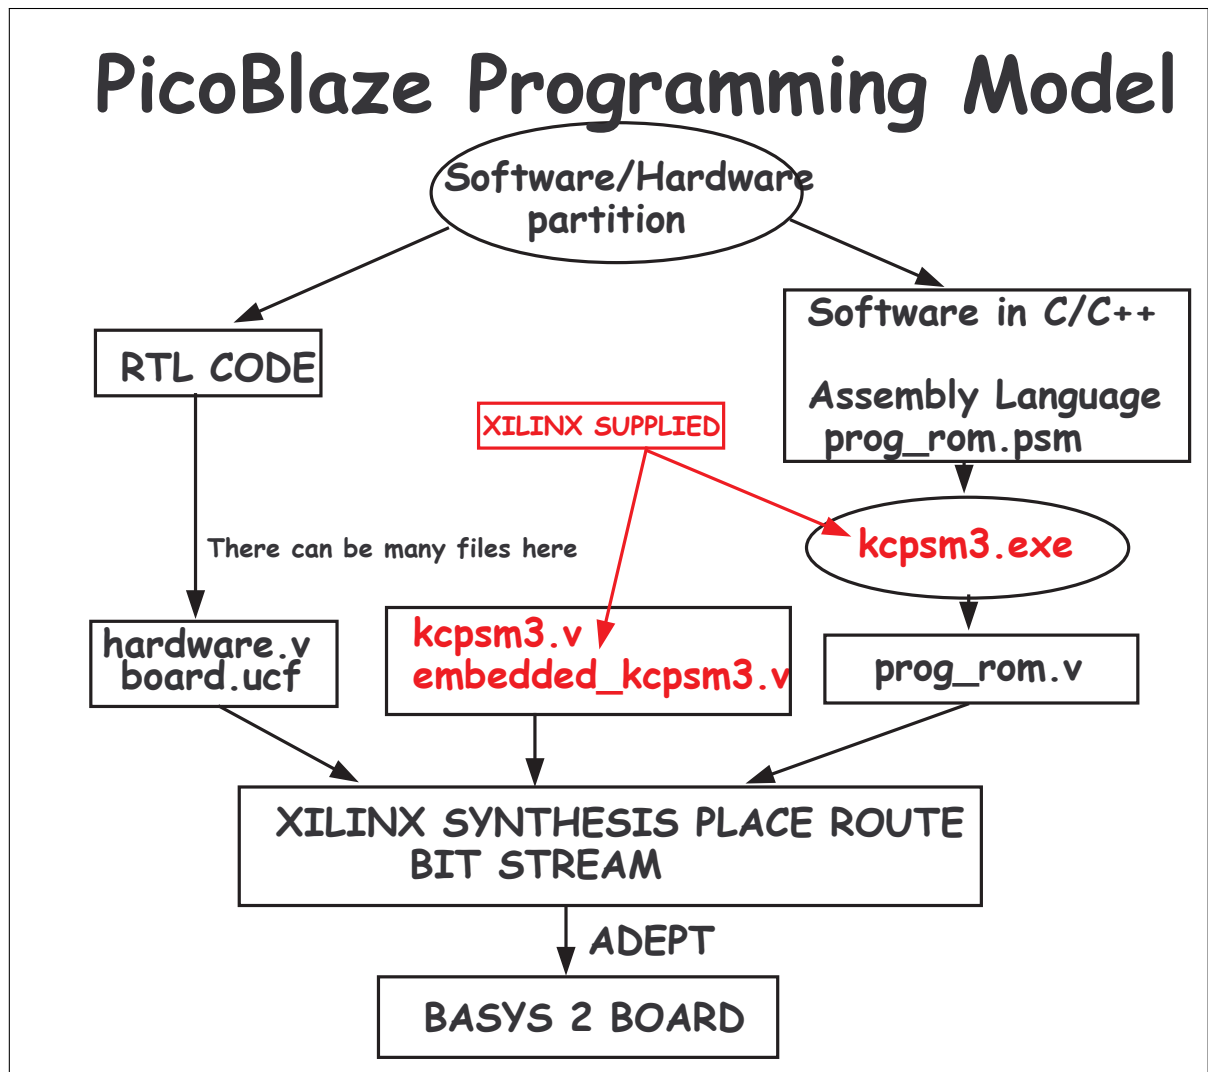 PicoBlaze Programming Model
Software/Hardware
partition
RTL CODE
Software in C/C++
Assembly Language
prog_rom.psm
XILINX SUPPLIED
There can be many files here
kcpsm3.exe
hardware.v
board.ucf
kcpsm3.v
embedded_kcpsm3.v
prog_rom.v
XILINX SYNTHESIS PLACE ROUTE
BIT STREAM
ADEPT
BASYS 2 BOARD